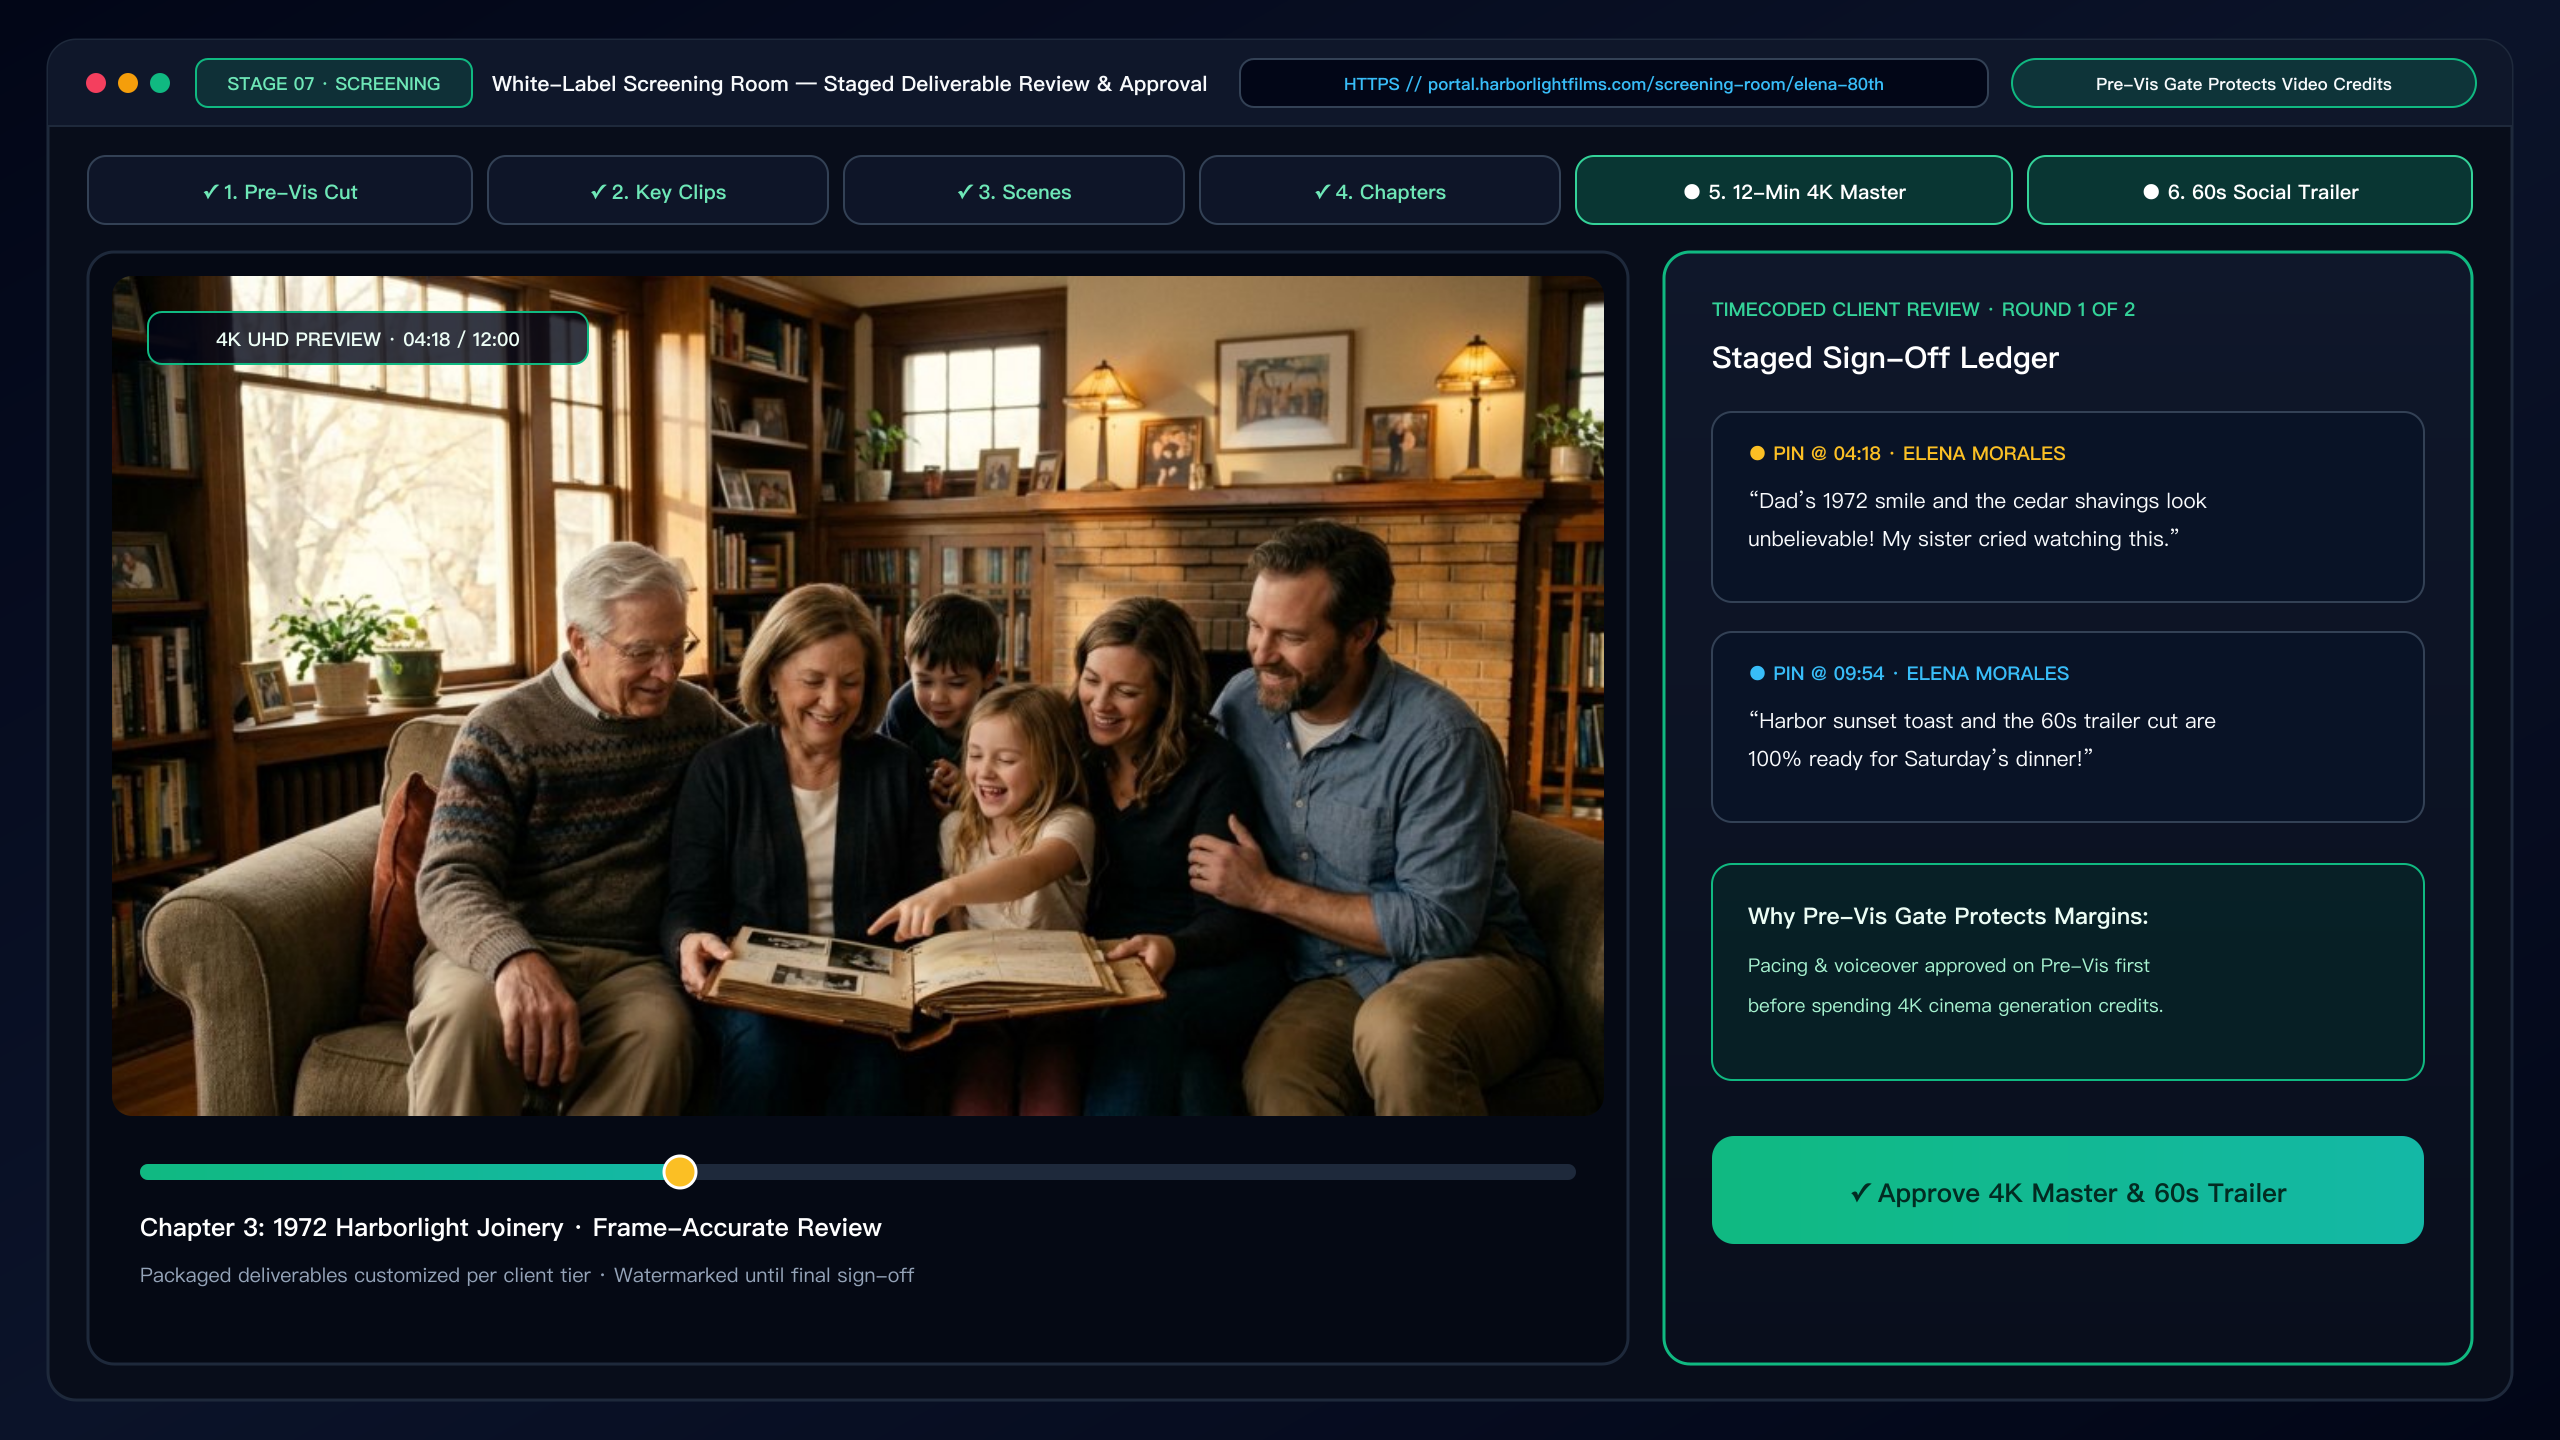 STAGE 07 · SCREENING
White-Label Screening Room — Staged Deliverable Review & Approval
HTTPS // portal.harborlightfilms.com/screening-room/elena-80th
Pre-Vis Gate Protects Video Credits
✓ 1. Pre-Vis Cut
✓ 2. Key Clips
✓ 3. Scenes
✓ 4. Chapters
● 5. 12-Min 4K Master
● 6. 60s Social Trailer
4K UHD PREVIEW · 04:18 / 12:00
Chapter 3: 1972 Harborlight Joinery · Frame-Accurate Review
Packaged deliverables customized per client tier · Watermarked until final sign-off
TIMECODED CLIENT REVIEW · ROUND 1 OF 2
Staged Sign-Off Ledger
● PIN @ 04:18 · ELENA MORALES
“Dad’s 1972 smile and the cedar shavings look
unbelievable! My sister cried watching this.”
● PIN @ 09:54 · ELENA MORALES
“Harbor sunset toast and the 60s trailer cut are
100% ready for Saturday’s dinner!”
Why Pre-Vis Gate Protects Margins:
Pacing & voiceover approved on Pre-Vis first
before spending 4K cinema generation credits.
✓ Approve 4K Master & 60s Trailer